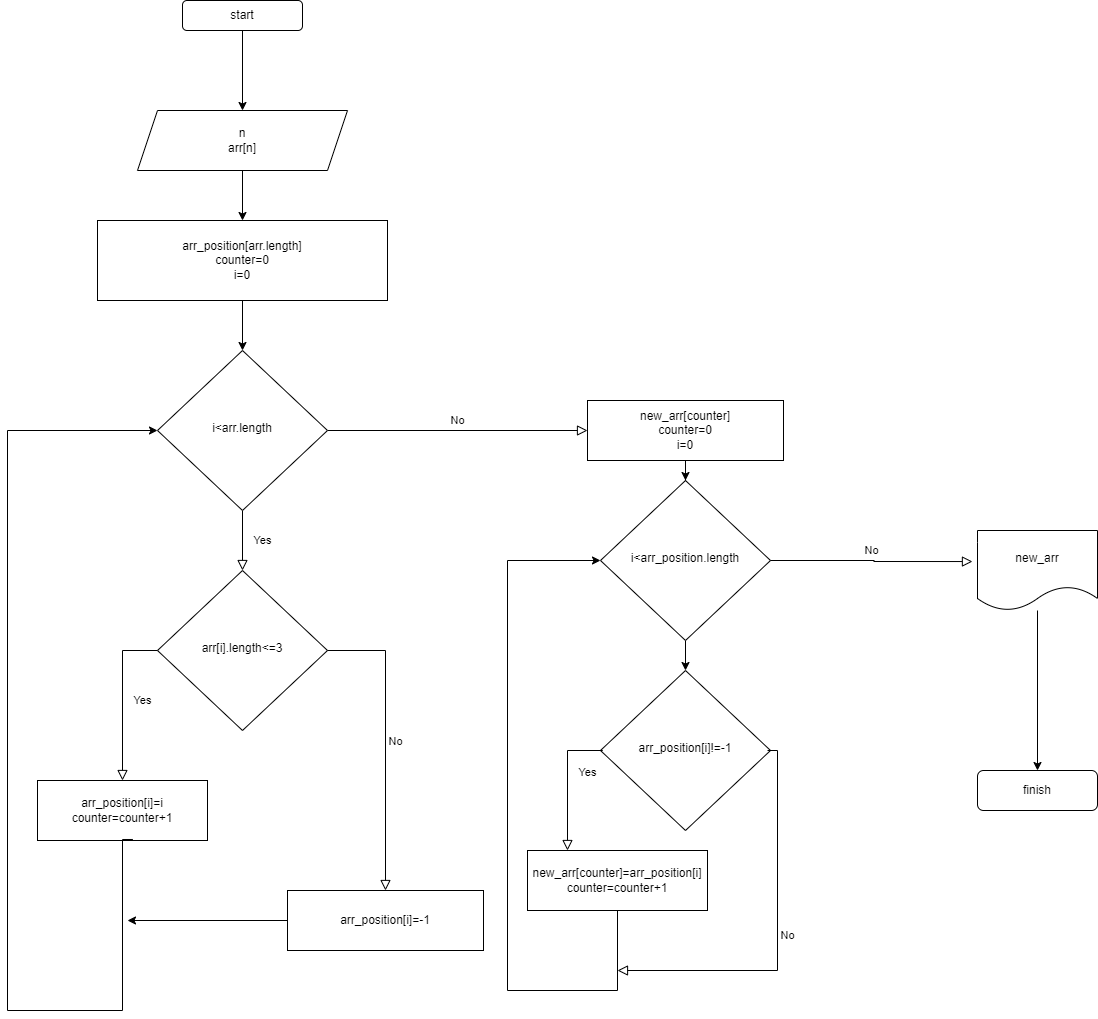 start
n
arr[n]
arr_position[arr.length]
counter=0
i=0
i<arr.length
No
new_arr[counter]
counter=0
i=0
Yes
i<arr_position.length
No
new_arr
arr[i].length<=3
Yes
No
arr_position[i]!=-1
Yes
finish
arr_position[i]=i
counter=counter+1
new_arr[counter]=arr_position[i]
counter=counter+1
arr_position[i]=-1
No